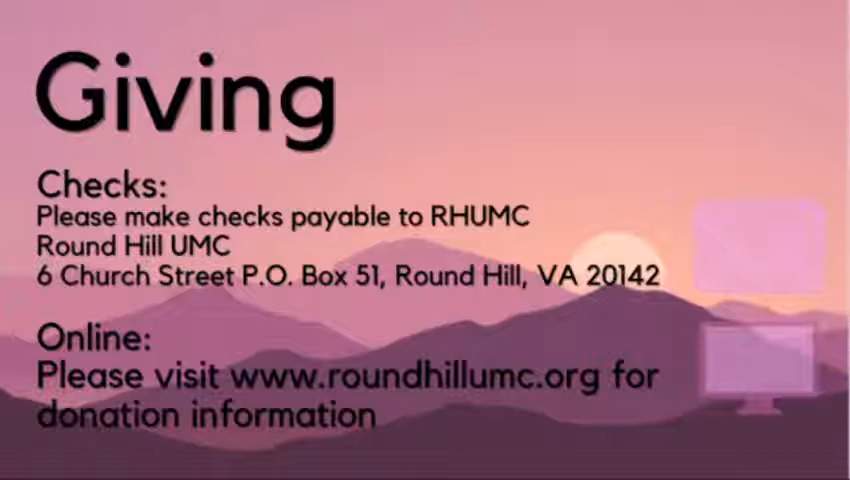 Giving
Checks:
Please make checks payable to RHUMC
Round Hill UMC
6 Church Street P.O. Box 51, Round Hill, VA 20142
Online:
Please visit www.roundhillumc.org for
donation information